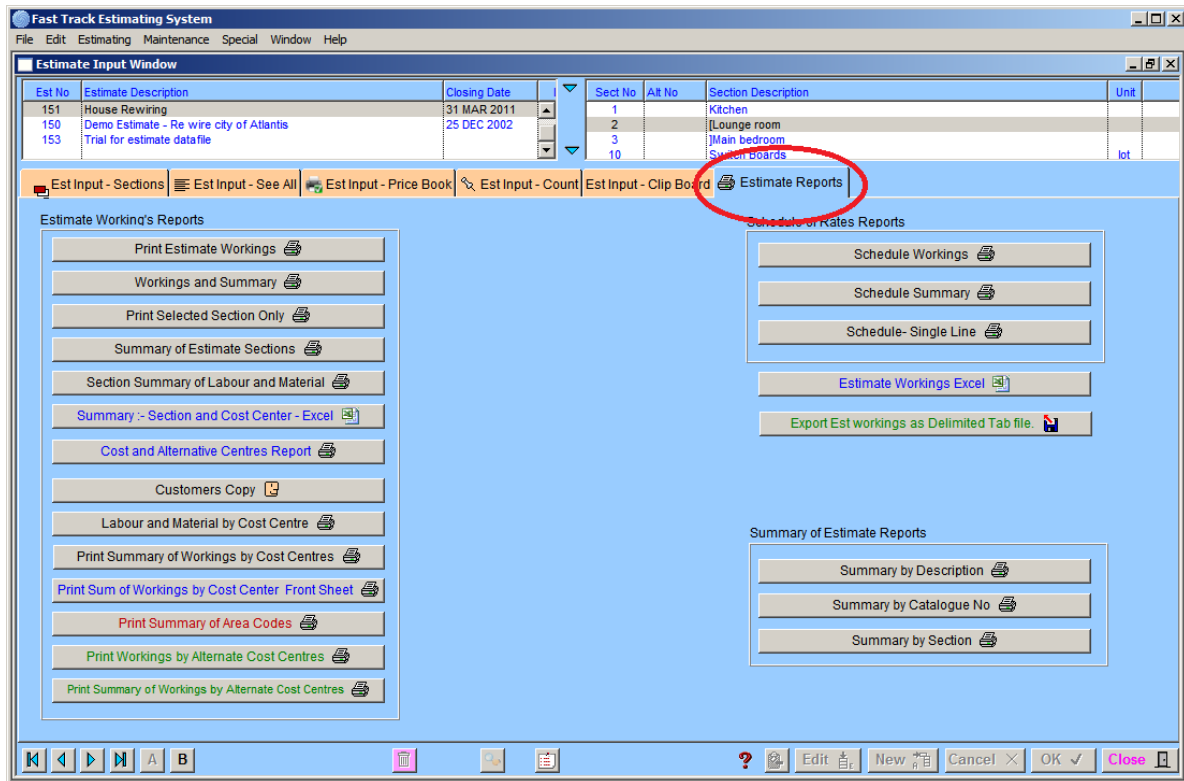 Fast Track Estimating System
File Edit Estimating Maintenance Special Window Help
Estimate Input Window
Est No Estimate Description Closing Date
151 House Rewiring 31 MAR 2011
150 Demo Estimate - Re wire city of Atlantis 25 DEC 2002
153 Trial for estimate datafile
Sect No Alt No Section Description Unit
1 Kitchen
2 [Lounge room
3 ]Main bedroom
10 Switch Boards lot
Est Input - Sections Est Input - See All Est Input - Price Book Est Input - Count Est Input - Clip Board Estimate Reports
Estimate Working's Reports
Print Estimate Workings
Workings and Summary
Print Selected Section Only
Summary of Estimate Sections
Section Summary of Labour and Material
Summary :- Section and Cost Center - Excel
Cost and Alternative Centres Report
Customers Copy
Labour and Material by Cost Centre
Print Summary of Workings by Cost Centres
Print Sum of Workings by Cost Center Front Sheet
Print Summary of Area Codes
Print Workings by Alternate Cost Centres
Print Summary of Workings by Alternate Cost Centres
Schedule of Rates Reports
Schedule Workings
Schedule Summary
Schedule- Single Line
Estimate Workings Excel
Export Est workings as Delimited Tab file.
Summary of Estimate Reports
Summary by Description
Summary by Catalogue No
Summary by Section
A B ? Edit New Cancel OK Close